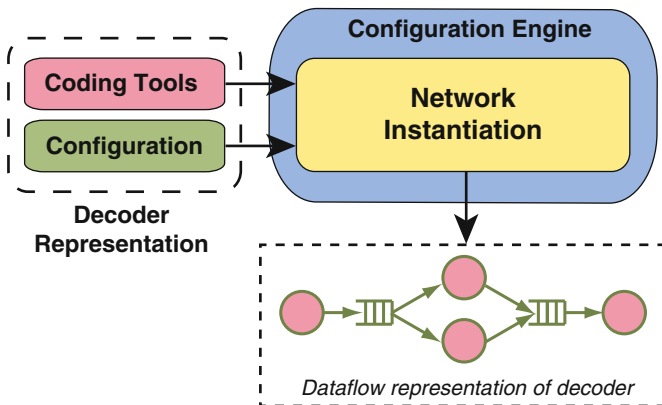 Configuration Engine
Coding Tools
Configuration
Network
Instantiation
Decoder
Representation
Dataflow representation of decoder